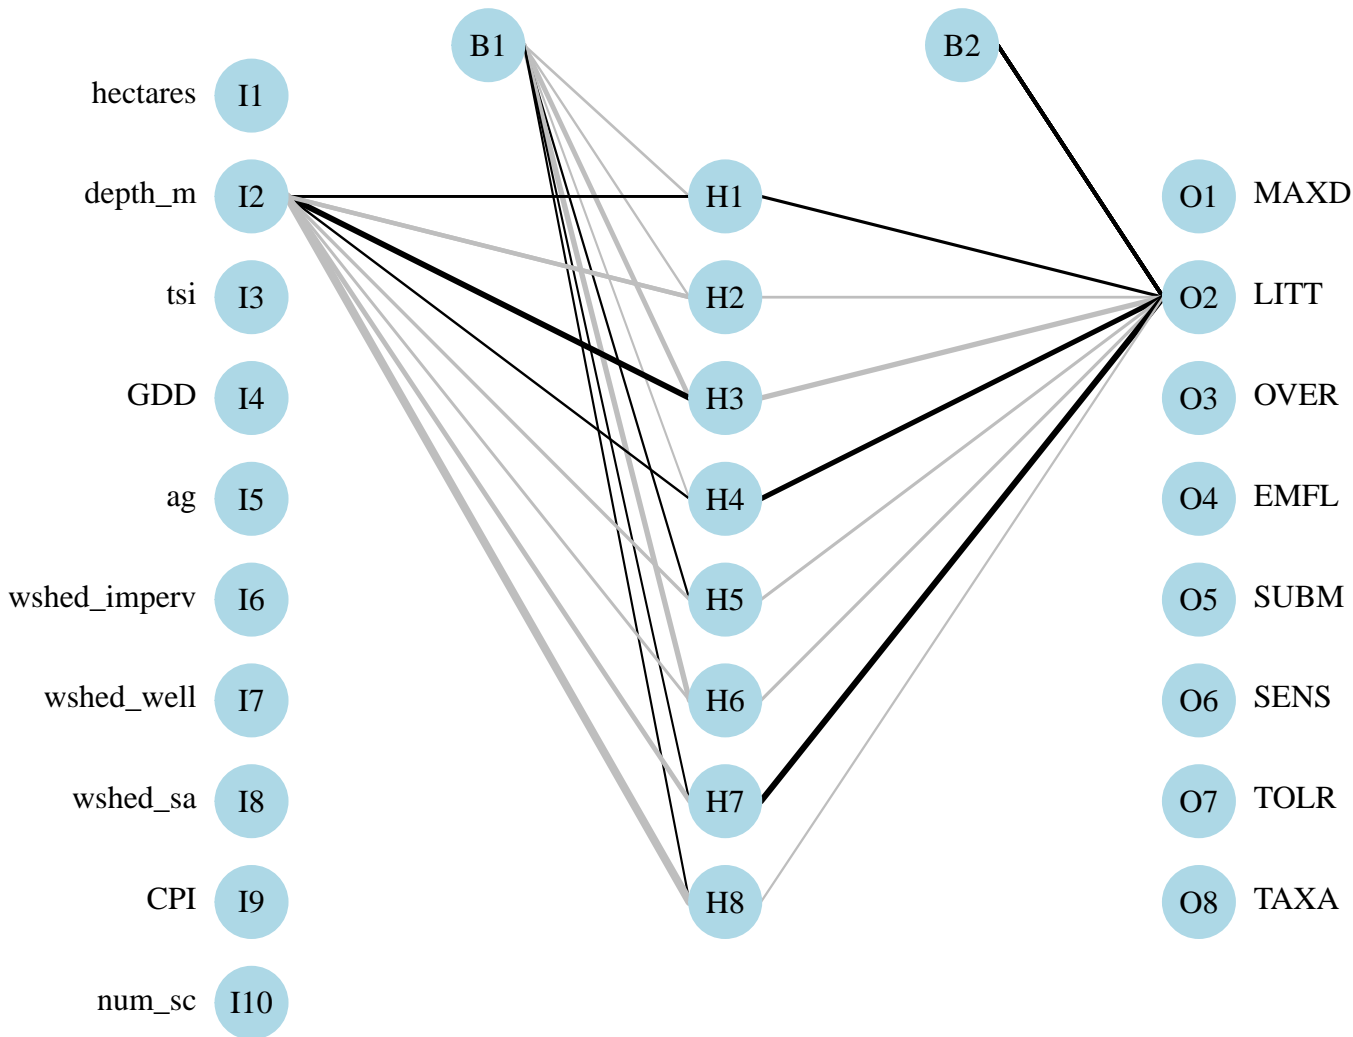 B1
B2
hectares I1
depth_m I2 H1 O1 MAXD
tsi I3 H2 O2 LITT
GDD I4 H3 O3 OVER
ag I5 H4 O4 EMFL
wshed_imperv I6 H5 O5 SUBM
wshed_well I7 H6 O6 SENS
wshed_sa I8 H7 O7 TOLR
CPI I9 H8 O8 TAXA
num_sc I10